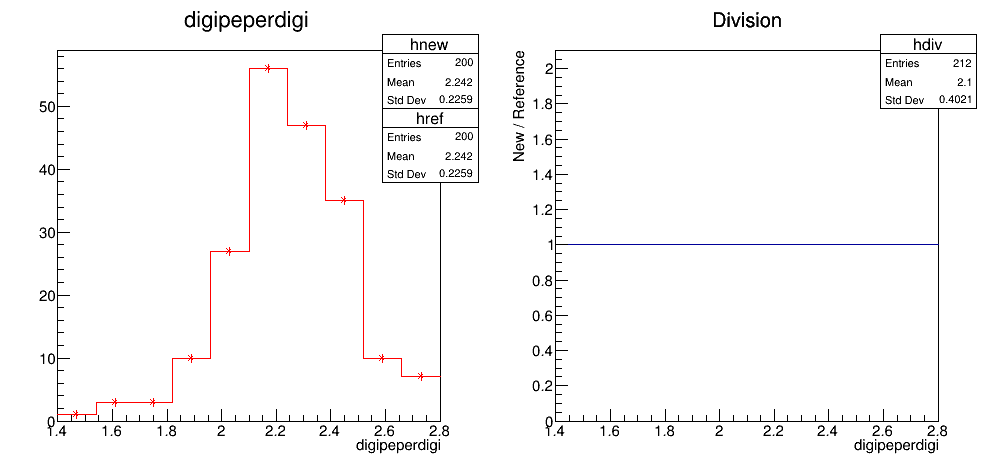 digipeperdigi
hnew
Entries 200
Mean 2.242
Std Dev 0.2259
href
Entries 200
Mean 2.242
Std Dev 0.2259
50
40
30
20
10
0
1.4 1.6 1.8 2 2.2 2.4 2.6 2.8
digipeperdigi
Division
hdiv
Entries 212
Mean 2.1
Std Dev 0.4021
New / Reference
2
1.8
1.6
1.4
1.2
1
0.8
0.6
0.4
0.2
0
1.4 1.6 1.8 2 2.2 2.4 2.6 2.8
digipeperdigi